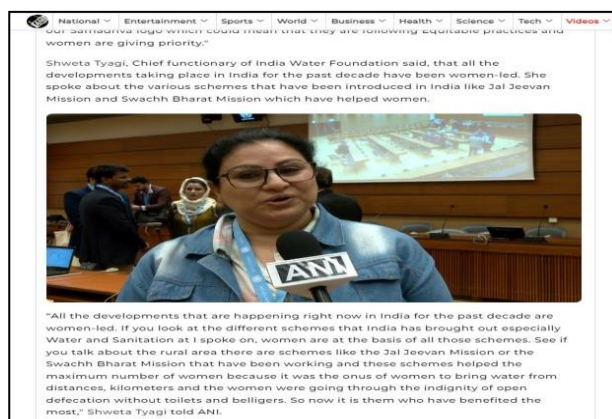 National Entertainment Sports World Business Health Science Tech Videos
our Samadriva logo which could mean that they are following Equitable practices and
women are giving priority."
Shweta Tyagi, Chief functionary of India Water Foundation said, that all the
developments taking place in India for the past decade have been women-led. She
spoke about the various schemes that have been introduced in India like Jal Jeevan
Mission and Swachh Bharat Mission which have helped women.
ANI
"All the developments that are happening right now in India for the past decade are
women-led. If you look at the different schemes that India has brought out especially
Water and Sanitation at I spoke on, women are at the basis of all those schemes. See if
you talk about the rural area there are schemes like the Jal Jeevan Mission or the
Swachh Bharat Mission that have been working and these schemes helped the
maximum number of women because it was the onus of women to bring water from
distances, kilometers and the women were going through the indignity of open
defecation without toilets and belligers. So now it is them who have benefited the
most," Shweta Tyagi told ANI.